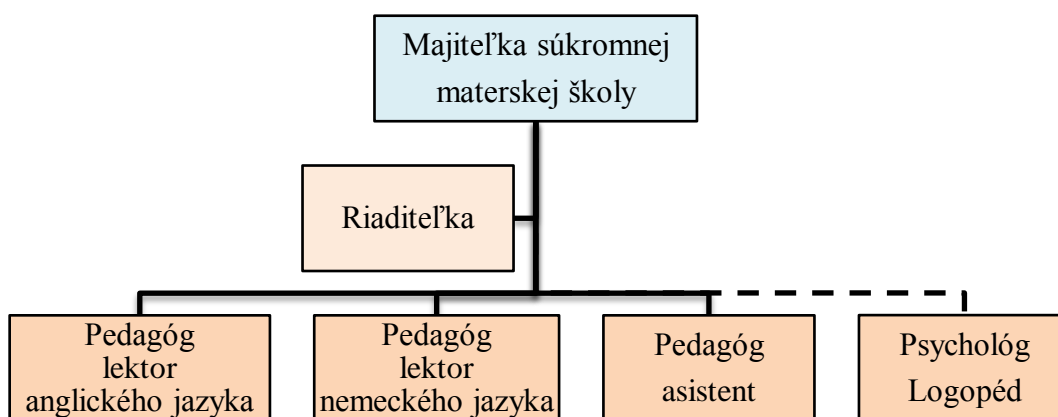 Majiteľka súkromnej
materskej školy
Riaditeľka
Pedagóg
lektor
anglického jazyka
Pedagóg
lektor
nemeckého jazyka
Pedagóg
asistent
Psychológ
Logopéd